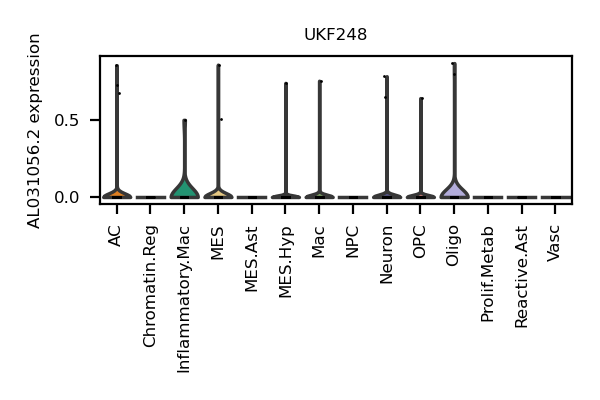 UKF248
AL031056.2 expression
0.5
0.0
AC
Chromatin.Reg
Inflammatory.Mac
MES
MES.Ast
MES.Hyp
Mac
NPC
Neuron
OPC
Oligo
Prolif.Metab
Reactive.Ast
Vasc